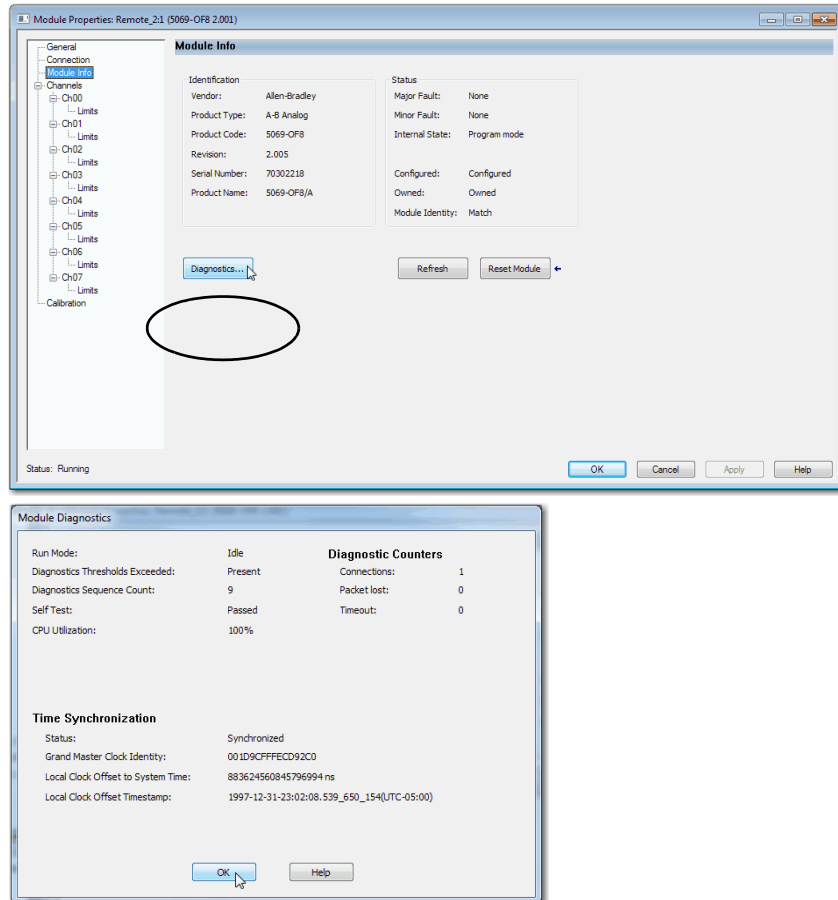 Module Properties: Remote_2:1 (5069-OF8 2.001)
General
Connection
Module Info
Channels
Ch00
Limits
Ch01
Limits
Ch02
Limits
Ch03
Limits
Ch04
Limits
Ch05
Limits
Ch06
Limits
Ch07
Limits
Calibration
Module Info
Identification
Vendor: Allen-Bradley
Product Type: A-B Analog
Product Code: 5069-OF8
Revision: 2.005
Serial Number: 70302218
Product Name: 5069-OF8/A
Status
Major Fault: None
Minor Fault: None
Internal State: Program mode
Configured: Configured
Owned: Owned
Module Identity: Match
Diagnostics...
Refresh
Reset Module
Status: Running
OK
Cancel
Apply
Help
Module Diagnostics
Run Mode: Idle
Diagnostics Thresholds Exceeded: Present
Diagnostics Sequence Count: 9
Self Test: Passed
CPU Utilization: 100%
Diagnostic Counters
Connections: 1
Packet lost: 0
Timeout: 0
Time Synchronization
Status: Synchronized
Grand Master Clock Identity: 001D9CFFFECD92C0
Local Clock Offset to System Time: 883624560845796994 ns
Local Clock Offset Timestamp: 1997-12-31-23:02:08.539_650_154(UTC-05:00)
OK
Help